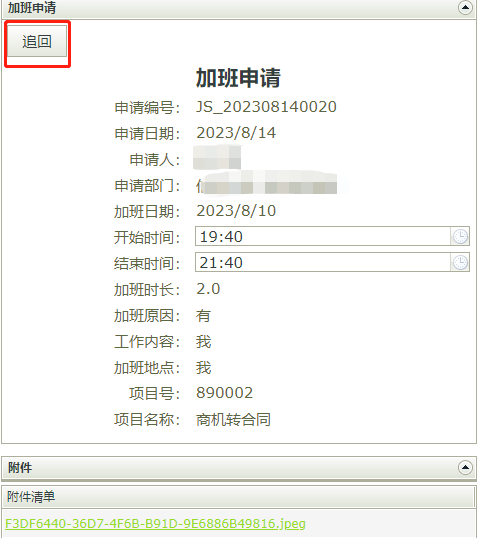 加班申请
追回
加班申请
申请编号： JS_202308140020
申请日期： 2023/8/14
申请人：
申请部门：
加班日期： 2023/8/10
开始时间： 19:40
结束时间： 21:40
加班时长： 2.0
加班原因： 有
工作内容： 我
加班地点： 我
项目号： 890002
项目名称： 商机转合同
附件
附件清单
F3DF6440-36D7-4F6B-B91D-9E6886B49816.jpeg